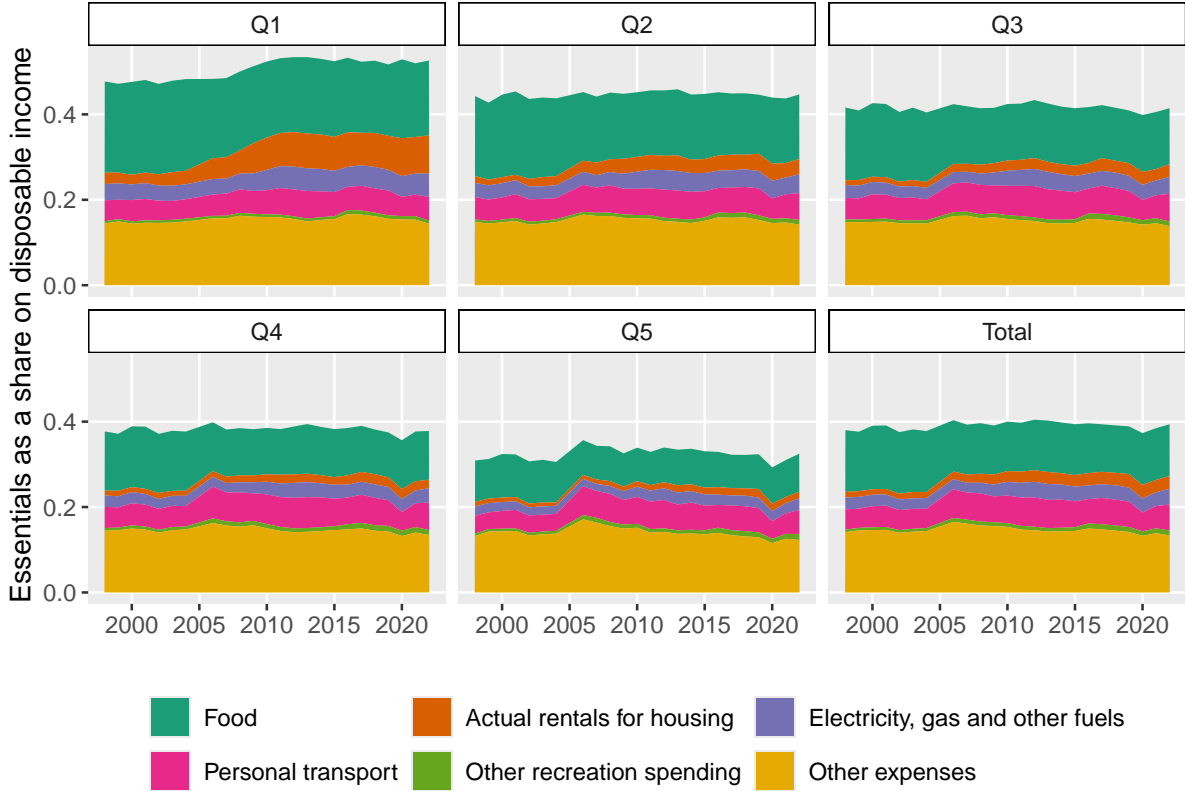 Essentials as a share on disposable income
Q1 Q2 Q3
0.4
0.2
0.0
Q4 Q5 Total
0.4
0.2
0.0
2000 2005 2010 2015 2020 2000 2005 2010 2015 2020 2000 2005 2010 2015 2020
Food Actual rentals for housing Electricity, gas and other fuels
Personal transport Other recreation spending Other expenses